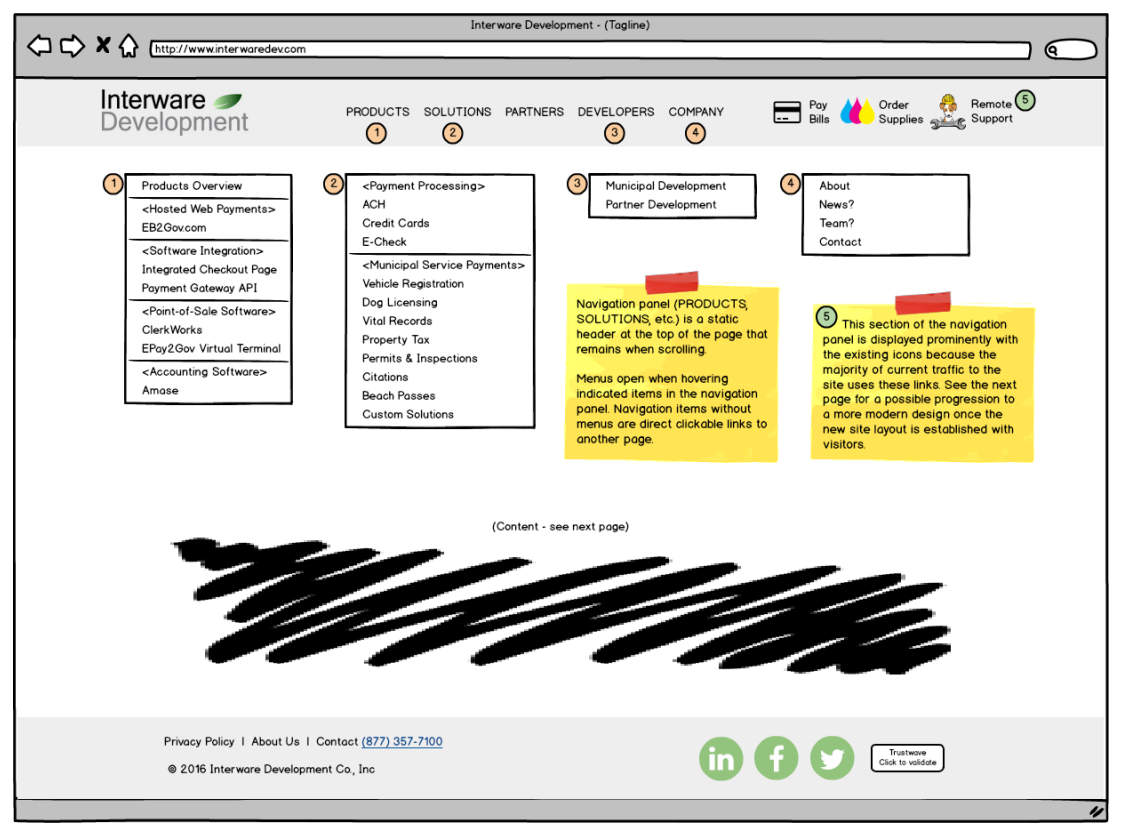 Interware Development - (Tagline)
http://www.interwaredev.com
Interware
Development
PRODUCTS SOLUTIONS PARTNERS DEVELOPERS COMPANY
1 2 3 4
Pay
Bills
Order
Supplies
Remote
Support
5
1
Products Overview
<Hosted Web Payments>
EB2Gov.com
<Software Integration>
Integrated Checkout Page
Payment Gateway API
<Point-of-Sale Software>
ClerkWorks
EPay2Gov Virtual Terminal
<Accounting Software>
Amase
2
<Payment Processing>
ACH
Credit Cards
E-Check
<Municipal Service Payments>
Vehicle Registration
Dog Licensing
Vital Records
Property Tax
Permits & Inspections
Citations
Beach Passes
Custom Solutions
3
Municipal Development
Partner Development
4
About
News?
Team?
Contact
Navigation panel (PRODUCTS,
SOLUTIONS, etc.) is a static
header at the top of the page that
remains when scrolling.
Menus open when hovering
indicated items in the navigation
panel. Navigation items without
menus are direct clickable links to
another page.
5 This section of the navigation
panel is displayed prominently with
the existing icons because the
majority of current traffic to the
site uses these links. See the next
page for a possible progression to
a more modern design once the
new site layout is established with
visitors.
(Content - see next page)
Privacy Policy | About Us | Contact (877) 357-7100
© 2016 Interware Development Co., Inc
in f
Trustwave
Click to validate